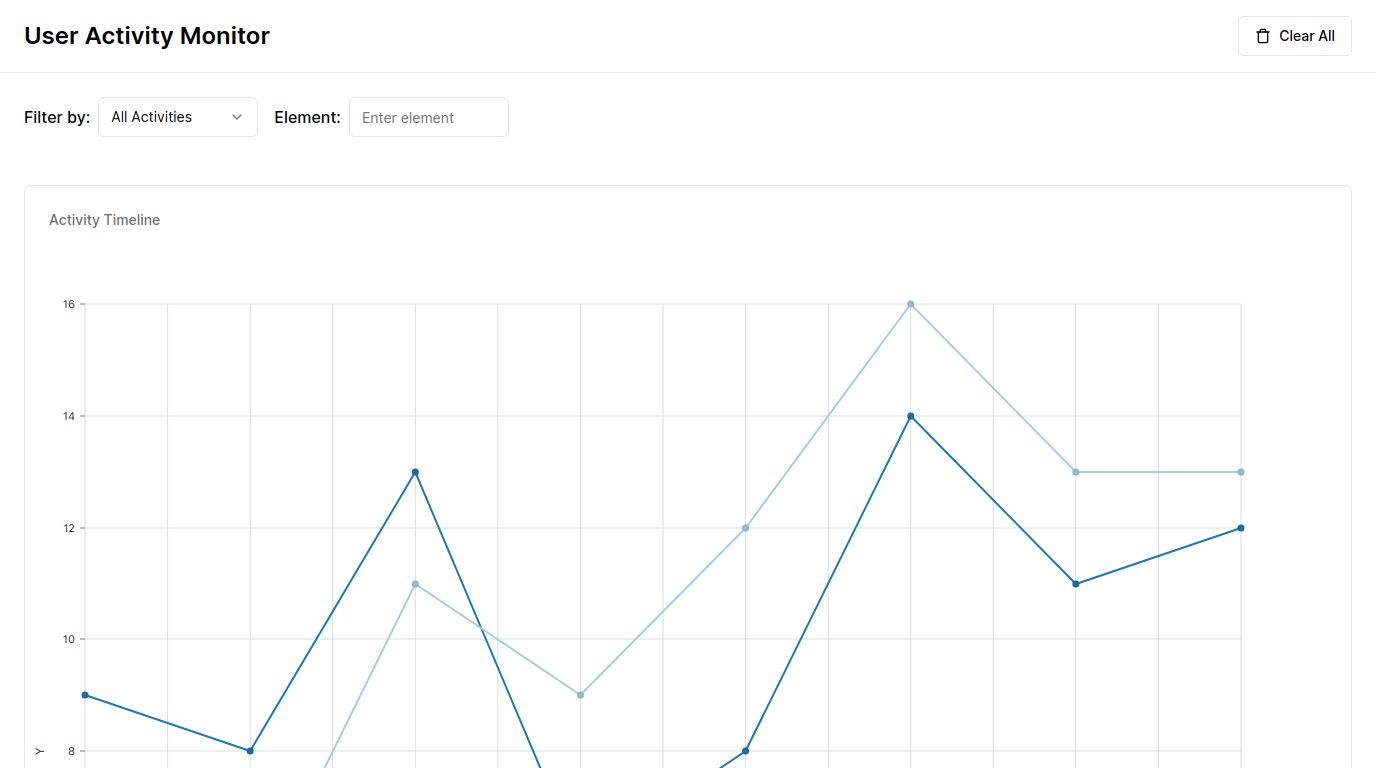 User Activity Monitor
Clear All
Filter by:
All Activities
Element:
Enter element
Activity Timeline
16
14
12
10
8
Y